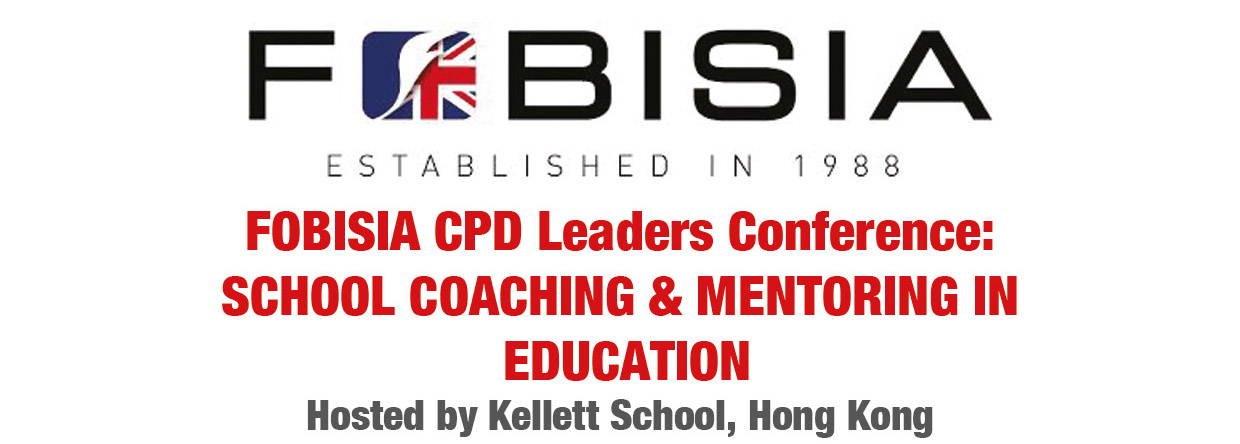 FOBISIA
ESTABLISHED IN 1988
FOBISIA CPD Leaders Conference:
SCHOOL COACHING & MENTORING IN
EDUCATION
Hosted by Kellett School, Hong Kong